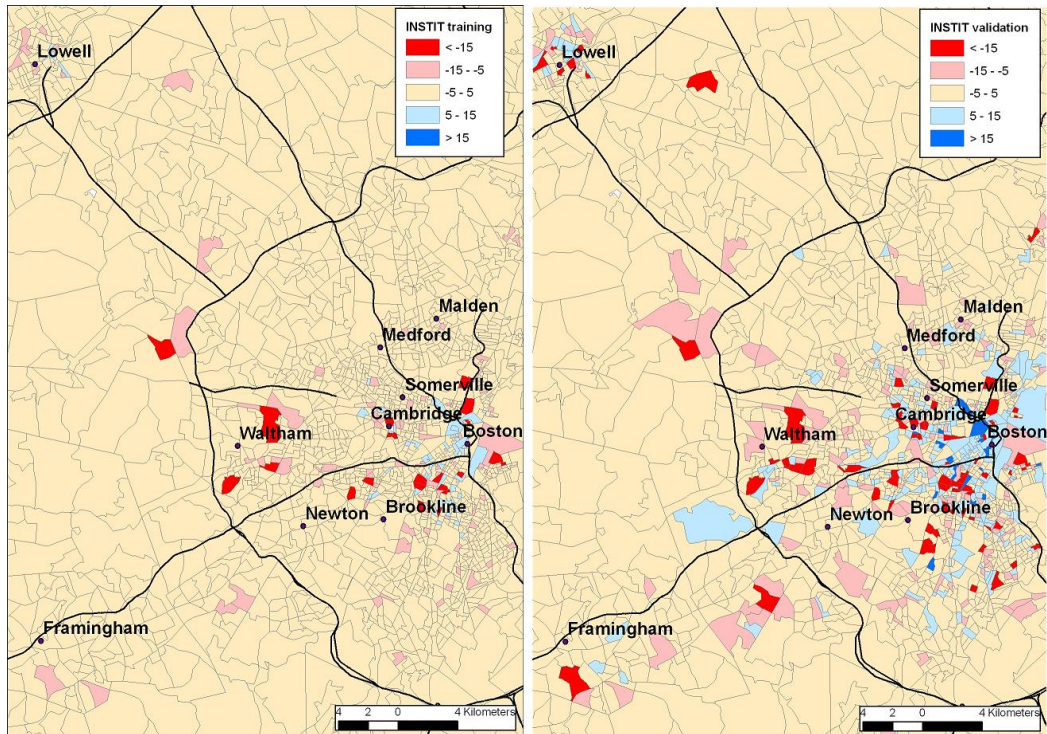 INSTIT training
< -15
-15 - -5
-5 - 5
5 - 15
> 15
Lowell
Malden
Medford
Somerville
Cambridge
Waltham
Boston
Newton
Brookline
Framingham
4 2 0 4 Kilometers
INSTIT validation
< -15
-15 - -5
-5 - 5
5 - 15
> 15
Lowell
Malden
Medford
Somerville
Cambridge
Waltham
Boston
Newton
Brookline
Framingham
4 2 0 4 Kilometers